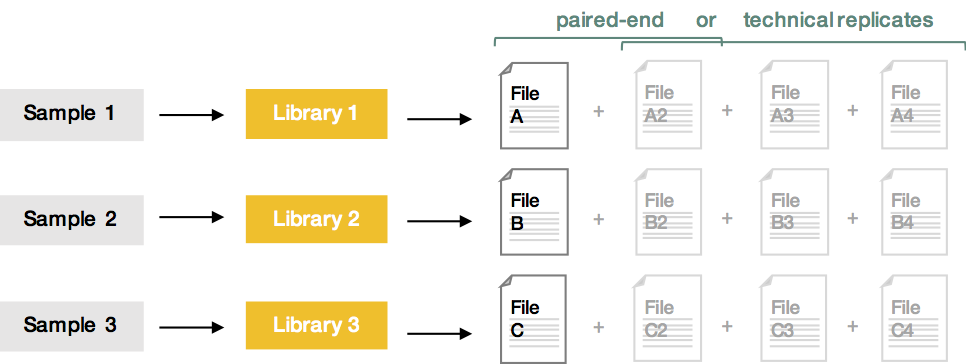 paired-end or technical replicates
Sample 1 Library 1 File + File + File + File
A A2 A3 A4
Sample 2 Library 2 File + File + File + File
B B2 B3 B4
Sample 3 Library 3 File + File + File + File
C C2 C3 C4